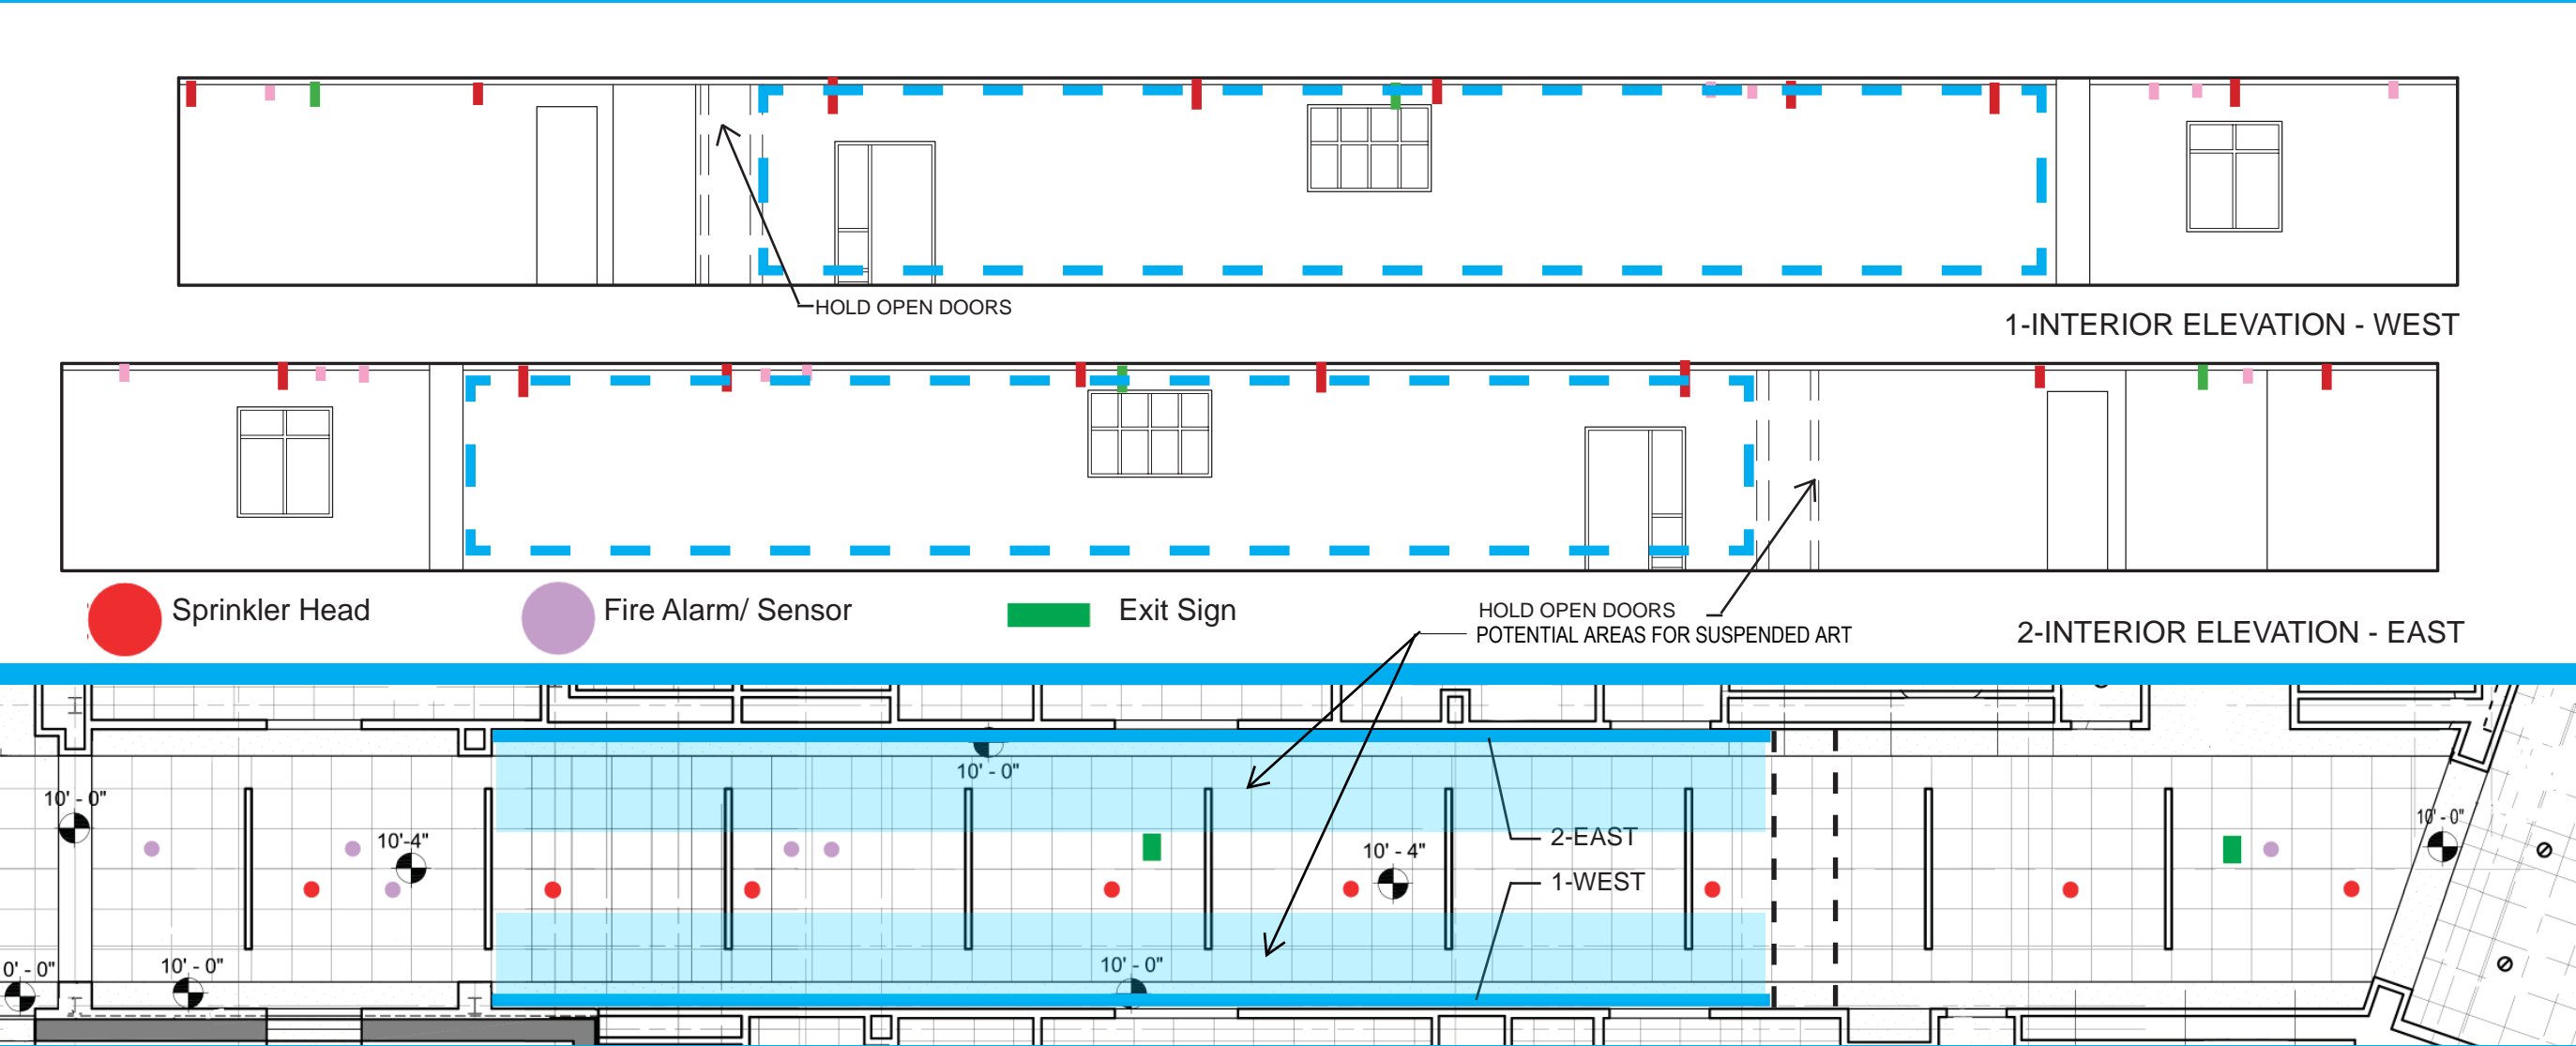 HOLD OPEN DOORS
1-INTERIOR ELEVATION - WEST
Sprinkler Head
Fire Alarm/ Sensor
Exit Sign
HOLD OPEN DOORS
POTENTIAL AREAS FOR SUSPENDED ART
2-INTERIOR ELEVATION - EAST
10' - 0"
10' - 0"
10'-4"
10' - 0"
2-EAST
10' - 4"
1-WEST
0' - 0"
10' - 0"
10' - 0"